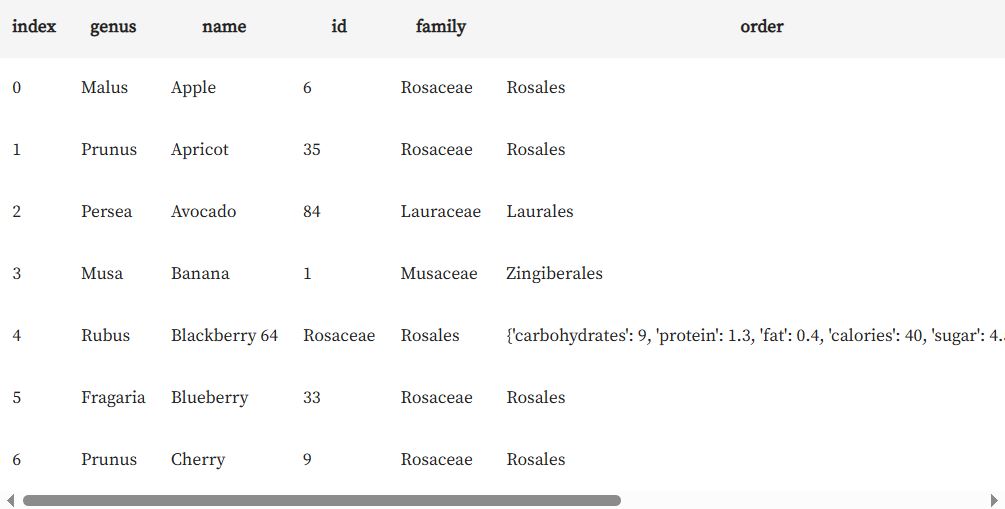 index genus name id family order
0 Malus Apple 6 Rosaceae Rosales
1 Prunus Apricot 35 Rosaceae Rosales
2 Persea Avocado 84 Lauraceae Laurales
3 Musa Banana 1 Musaceae Zingiberales
4 Rubus Blackberry 64 Rosaceae Rosales {'carbohydrates': 9, 'protein': 1.3, 'fat': 0.4, 'calories': 40, 'sugar': 4.
5 Fragaria Blueberry 33 Rosaceae Rosales
6 Prunus Cherry 9 Rosaceae Rosales